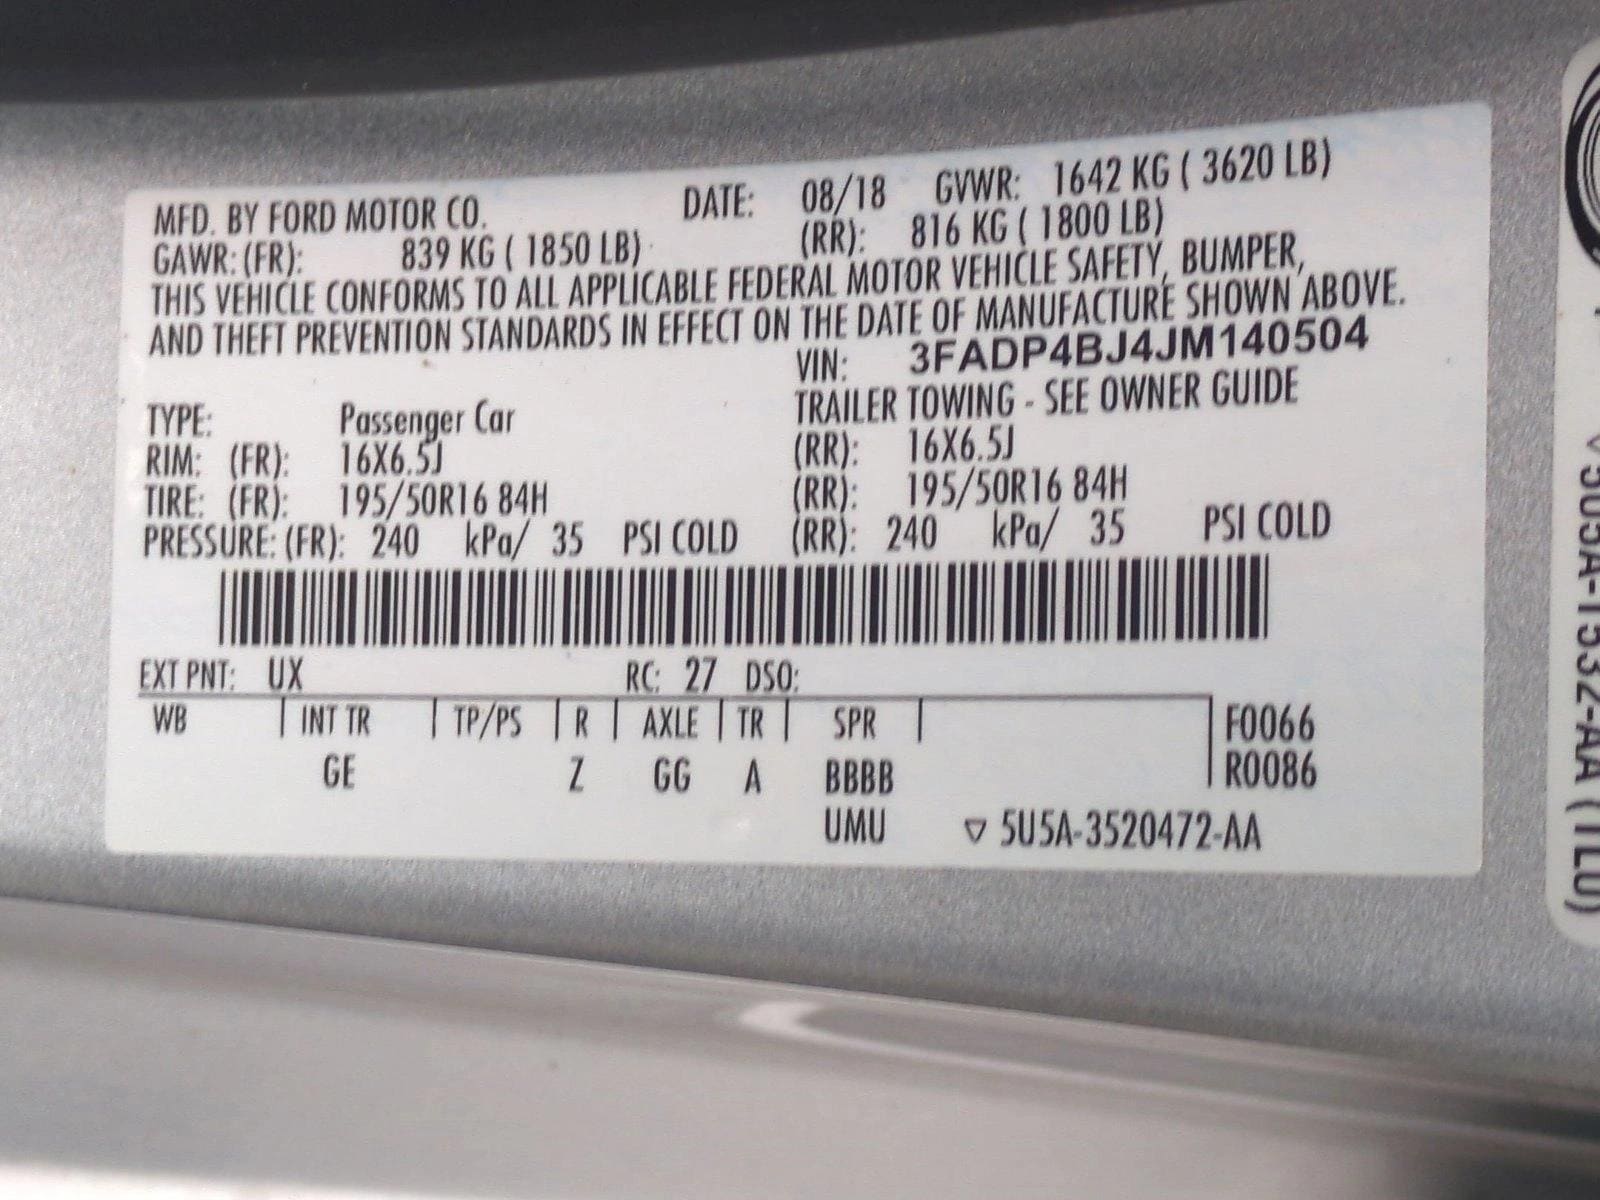 MFD. BY FORD MOTOR CO. DATE: 08/18 GVWR: 1642 KG ( 3620 LB)
GAWR: (FR): 839 KG ( 1850 LB) (RR): 816 KG ( 1800 LB)
THIS VEHICLE CONFORMS TO ALL APPLICABLE FEDERAL MOTOR VEHICLE SAFETY, BUMPER,
AND THEFT PREVENTION STANDARDS IN EFFECT ON THE DATE OF MANUFACTURE SHOWN ABOVE.
VIN: 3FADP4BJ4JM140504
TYPE: Passenger Car TRAILER TOWING - SEE OWNER GUIDE
RIM: (FR): 16X6.5J (RR): 16X6.5J
TIRE: (FR): 195/50R16 84H (RR): 195/50R16 84H
PRESSURE: (FR): 240 kPa/ 35 PSI COLD (RR): 240 kPa/ 35 PSI COLD
EXT PNT: UX RC: 27 DSO:
WB | INT TR | TP/PS | R | AXLE | TR | SPR | F0066
GE Z GG A BBBB R0086
UMU ▽ 5U5A-3520472-AA
5U5A-1532-AA (TLU)